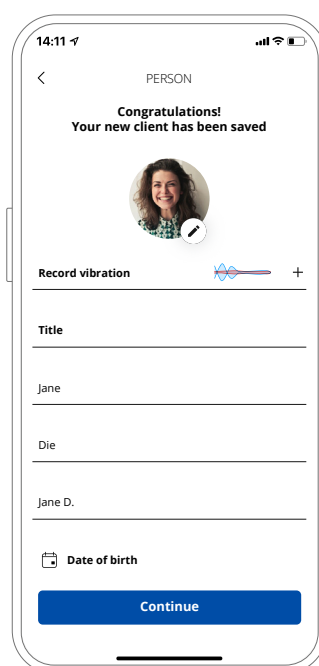 14:11
PERSON
Congratulations!
Your new client has been saved
Record vibration
Title
Jane
Die
Jane D.
Date of birth
Continue